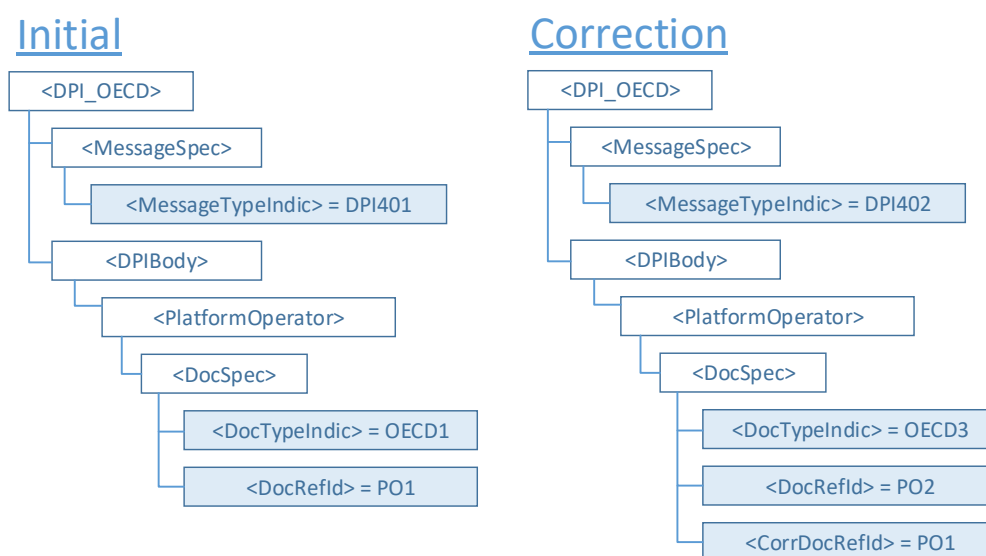 Initial
<DPI_OECD>
<MessageSpec>
<MessageTypeIndic> = DPI401
<DPIBody>
<PlatformOperator>
<DocSpec>
<DocTypeIndic> = OECD1
<DocRefId> = PO1
Correction
<DPI_OECD>
<MessageSpec>
<MessageTypeIndic> = DPI402
<DPIBody>
<PlatformOperator>
<DocSpec>
<DocTypeIndic> = OECD3
<DocRefId> = PO2
<CorrDocRefId> = PO1